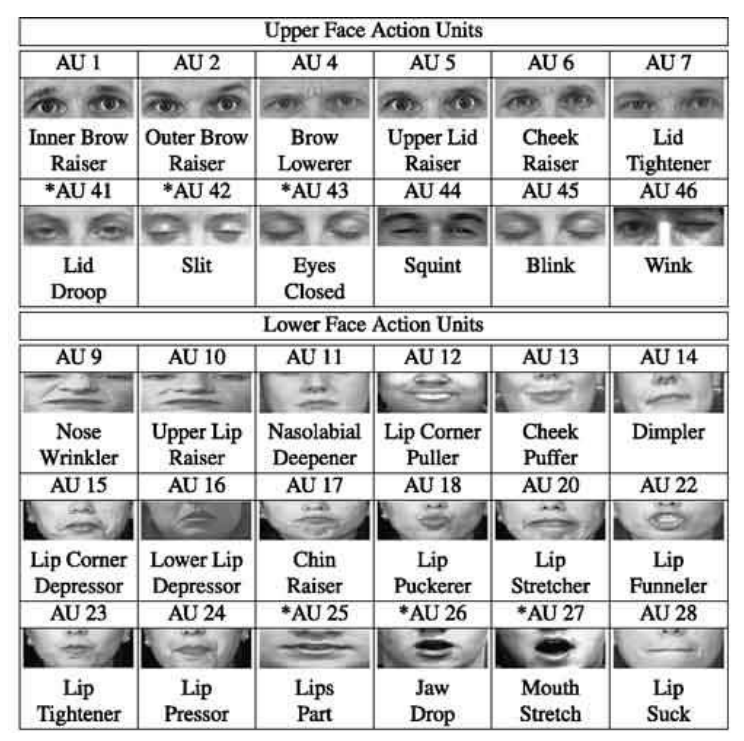 Upper Face Action Units
AU 1 AU 2 AU 4 AU 5 AU 6 AU 7
Inner Brow Outer Brow Brow Upper Lid Cheek Lid
Raiser Raiser Lowerer Raiser Raiser Tightener
*AU 41 *AU 42 *AU 43 AU 44 AU 45 AU 46
Lid Slit Eyes Squint Blink Wink
Droop Closed
Lower Face Action Units
AU 9 AU 10 AU 11 AU 12 AU 13 AU 14
Nose Upper Lip Nasolabial Lip Corner Cheek Dimpler
Wrinkler Raiser Deepener Puller Puffer
AU 15 AU 16 AU 17 AU 18 AU 20 AU 22
Lip Corner Lower Lip Chin Lip Lip Lip
Depressor Depressor Raiser Puckerer Stretcher Funneler
AU 23 AU 24 *AU 25 *AU 26 *AU 27 AU 28
Lip Lip Lips Jaw Mouth Lip
Tightener Pressor Part Drop Stretch Suck